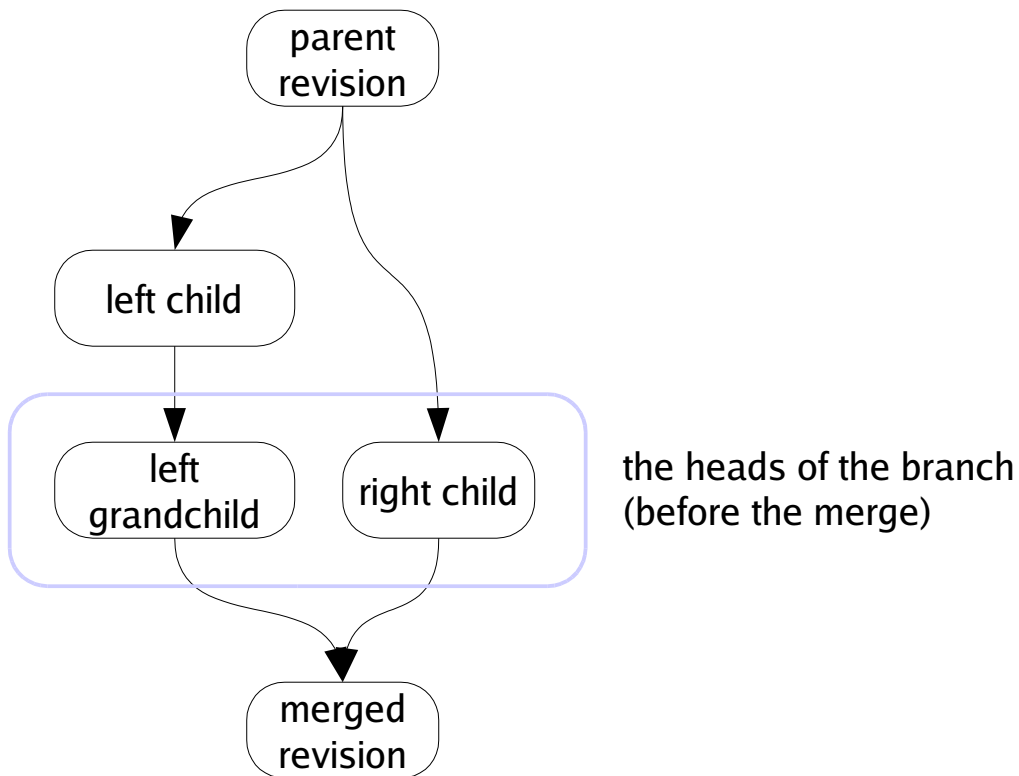 parent
revision
left child
left
grandchild
right child
the heads of the branch
(before the merge)
merged
revision